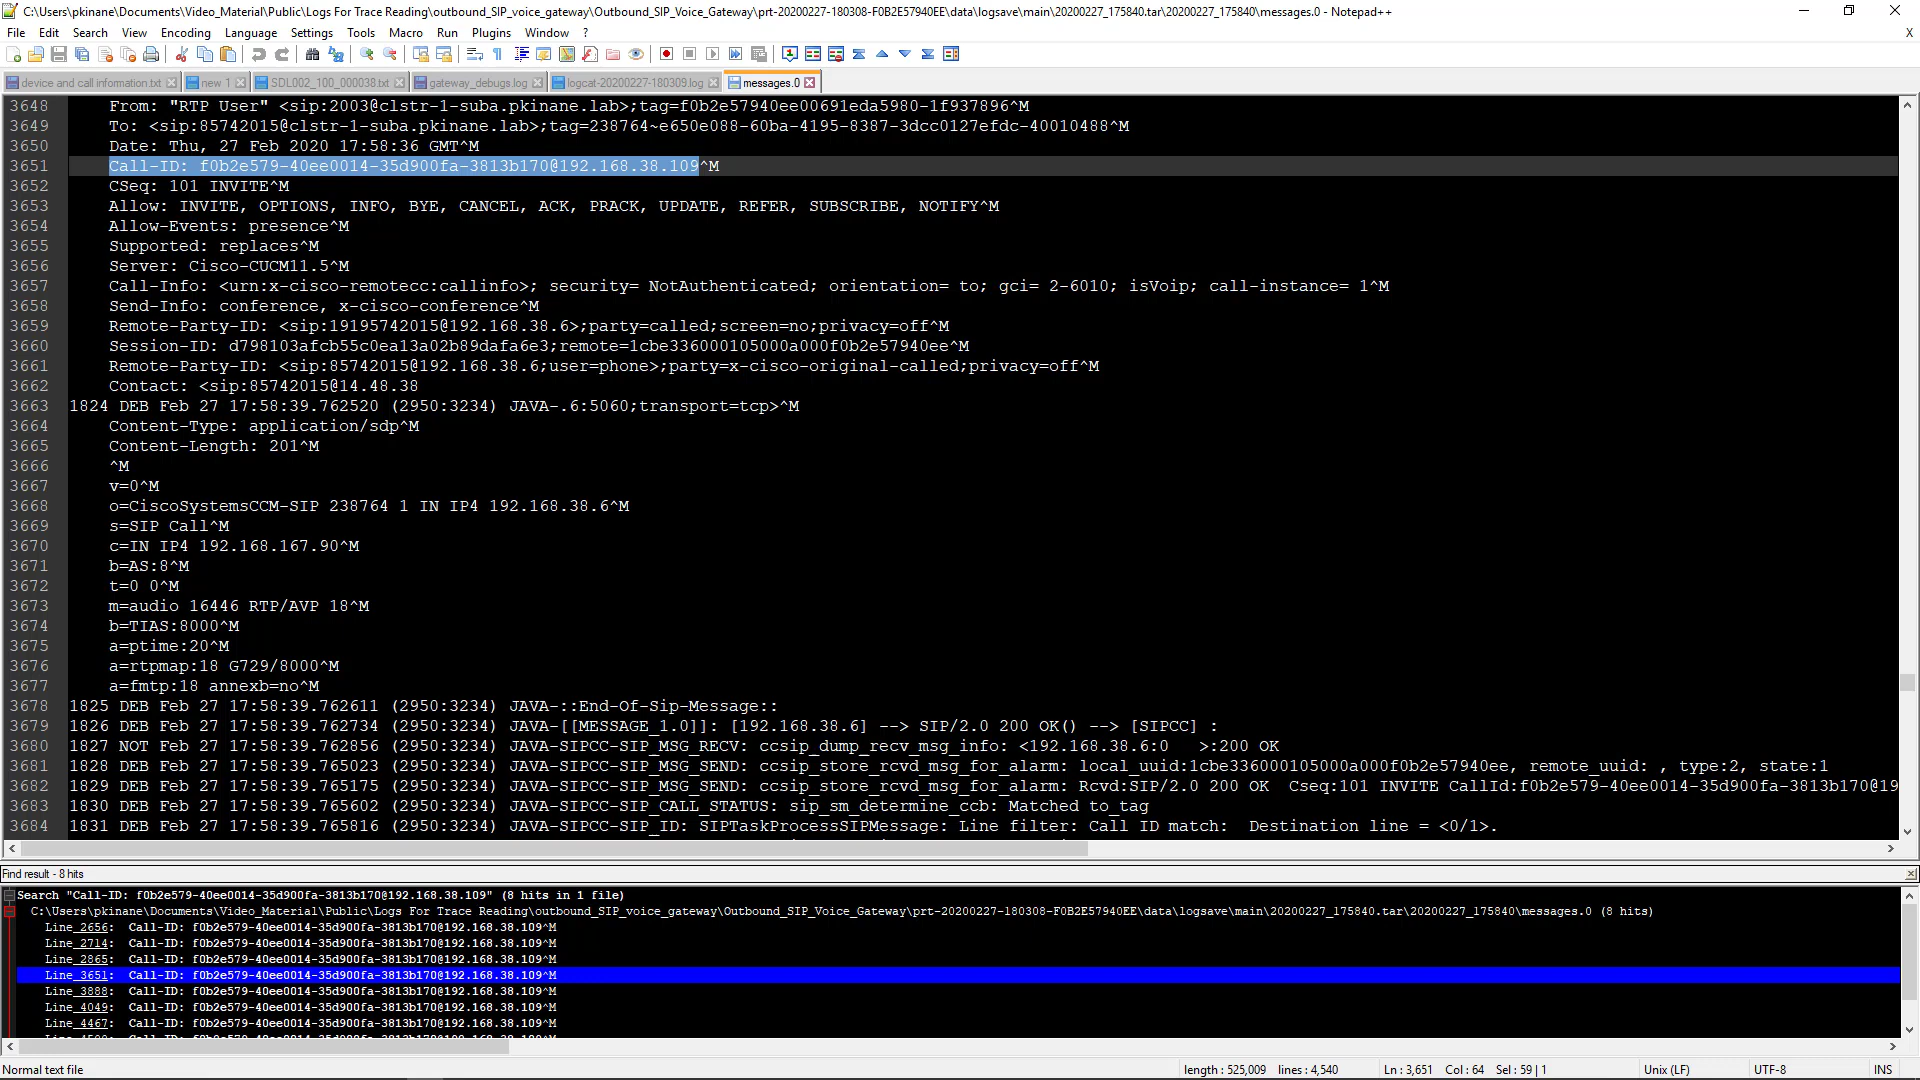 C:\Users\pkinane\Documents\Video_Material\Public\Logs For Trace Reading\outbound_SIP_voice_gateway\Outbound_SIP_Voice_Gateway\prt-20200227-180308-F0B2E57940EE\data\logsave\main\20200227_175840.tar\20200227_175840\messages.0 - Notepad++
File Edit Search View Encoding Language Settings Tools Macro Run Plugins Window ? X
device and call information.txt new 1 SDL002_100_000038.txt gateway_debugs.log logcat-20200227-180309.log messages.0
3648 From: "RTP User" <sip:2003@clstr-1-suba.pkinane.lab>;tag=f0b2e57940ee00691eda5980-1f937896^M
3649 To: <sip:85742015@clstr-1-suba.pkinane.lab>;tag=238764~e650e088-60ba-4195-8387-3dcc0127efdc-40010488^M
3650 Date: Thu, 27 Feb 2020 17:58:36 GMT^M
3651 Call-ID: f0b2e579-40ee0014-35d900fa-3813b170@192.168.38.109^M
3652 CSeq: 101 INVITE^M
3653 Allow: INVITE, OPTIONS, INFO, BYE, CANCEL, ACK, PRACK, UPDATE, REFER, SUBSCRIBE, NOTIFY^M
3654 Allow-Events: presence^M
3655 Supported: replaces^M
3656 Server: Cisco-CUCM11.5^M
3657 Call-Info: <urn:x-cisco-remotecc:callinfo>; security= NotAuthenticated; orientation= to; gci= 2-6010; isVoip; call-instance= 1^M
3658 Send-Info: conference, x-cisco-conference^M
3659 Remote-Party-ID: <sip:19195742015@192.168.38.6>;party=called;screen=no;privacy=off^M
3660 Session-ID: d798103afcb55c0ea13a02b89dafa6e3;remote=1cbe336000105000a000f0b2e57940ee^M
3661 Remote-Party-ID: <sip:85742015@192.168.38.6;user=phone>;party=x-cisco-original-called;privacy=off^M
3662 Contact: <sip:85742015@14.48.38
3663 1824 DEB Feb 27 17:58:39.762520 (2950:3234) JAVA-.6:5060;transport=tcp>^M
3664 Content-Type: application/sdp^M
3665 Content-Length: 201^M
3666 ^M
3667 v=0^M
3668 o=CiscoSystemsCCM-SIP 238764 1 IN IP4 192.168.38.6^M
3669 s=SIP Call^M
3670 c=IN IP4 192.168.167.90^M
3671 b=AS:8^M
3672 t=0 0^M
3673 m=audio 16446 RTP/AVP 18^M
3674 b=TIAS:8000^M
3675 a=ptime:20^M
3676 a=rtpmap:18 G729/8000^M
3677 a=fmtp:18 annexb=no^M
3678 1825 DEB Feb 27 17:58:39.762611 (2950:3234) JAVA-::End-Of-Sip-Message::
3679 1826 DEB Feb 27 17:58:39.762734 (2950:3234) JAVA-[[MESSAGE_1.0]]: [192.168.38.6] --> SIP/2.0 200 OK() --> [SIPCC] :
3680 1827 NOT Feb 27 17:58:39.762856 (2950:3234) JAVA-SIPCC-SIP_MSG_RECV: ccsip_dump_recv_msg_info: <192.168.38.6:0 >:200 OK
3681 1828 DEB Feb 27 17:58:39.765023 (2950:3234) JAVA-SIPCC-SIP_MSG_SEND: ccsip_store_rcvd_msg_for_alarm: local_uuid:1cbe336000105000a000f0b2e57940ee, remote_uuid: , type:2, state:1
3682 1829 DEB Feb 27 17:58:39.765175 (2950:3234) JAVA-SIPCC-SIP_MSG_SEND: ccsip_store_rcvd_msg_for_alarm: Rcvd:SIP/2.0 200 OK Cseq:101 INVITE CallId:f0b2e579-40ee0014-35d900fa-3813b170@19
3683 1830 DEB Feb 27 17:58:39.765602 (2950:3234) JAVA-SIPCC-SIP_CALL_STATUS: sip_sm_determine_ccb: Matched to_tag
3684 1831 DEB Feb 27 17:58:39.765816 (2950:3234) JAVA-SIPCC-SIP_ID: SIPTaskProcessSIPMessage: Line filter: Call ID match: Destination line = <0/1>.
Find result - 8 hits
Search "Call-ID: f0b2e579-40ee0014-35d900fa-3813b170@192.168.38.109" (8 hits in 1 file)
C:\Users\pkinane\Documents\Video_Material\Public\Logs For Trace Reading\outbound_SIP_voice_gateway\Outbound_SIP_Voice_Gateway\prt-20200227-180308-F0B2E57940EE\data\logsave\main\20200227_175840.tar\20200227_175840\messages.0 (8 hits)
Line 2656: Call-ID: f0b2e579-40ee0014-35d900fa-3813b170@192.168.38.109^M
Line 2714: Call-ID: f0b2e579-40ee0014-35d900fa-3813b170@192.168.38.109^M
Line 2865: Call-ID: f0b2e579-40ee0014-35d900fa-3813b170@192.168.38.109^M
Line 3651: Call-ID: f0b2e579-40ee0014-35d900fa-3813b170@192.168.38.109^M
Line 3888: Call-ID: f0b2e579-40ee0014-35d900fa-3813b170@192.168.38.109^M
Line 4049: Call-ID: f0b2e579-40ee0014-35d900fa-3813b170@192.168.38.109^M
Line 4467: Call-ID: f0b2e579-40ee0014-35d900fa-3813b170@192.168.38.109^M
Normal text file length : 525,009 lines : 4,540 Ln : 3,651 Col : 64 Sel : 59 | 1 Unix (LF) UTF-8 INS